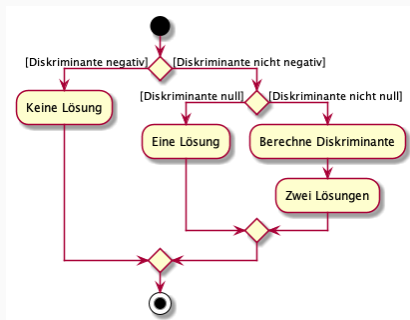 [Diskriminante negativ]
[Diskriminante nicht negativ]
Keine Lösung
[Diskriminante null]
[Diskriminante nicht null]
Eine Lösung
Berechne Diskriminante
Zwei Lösungen